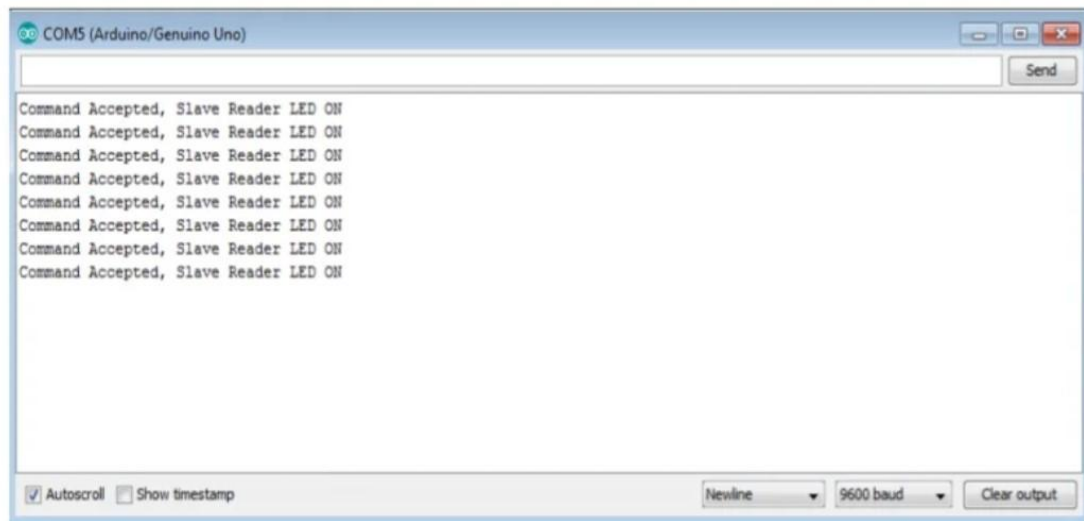 COM5 (Arduino/Genuino Uno)
Send
Command Accepted, Slave Reader LED ON
Command Accepted, Slave Reader LED ON
Command Accepted, Slave Reader LED ON
Command Accepted, Slave Reader LED ON
Command Accepted, Slave Reader LED ON
Command Accepted, Slave Reader LED ON
Command Accepted, Slave Reader LED ON
Command Accepted, Slave Reader LED ON
Autoscroll Show timestamp Newline 9600 baud Clear output